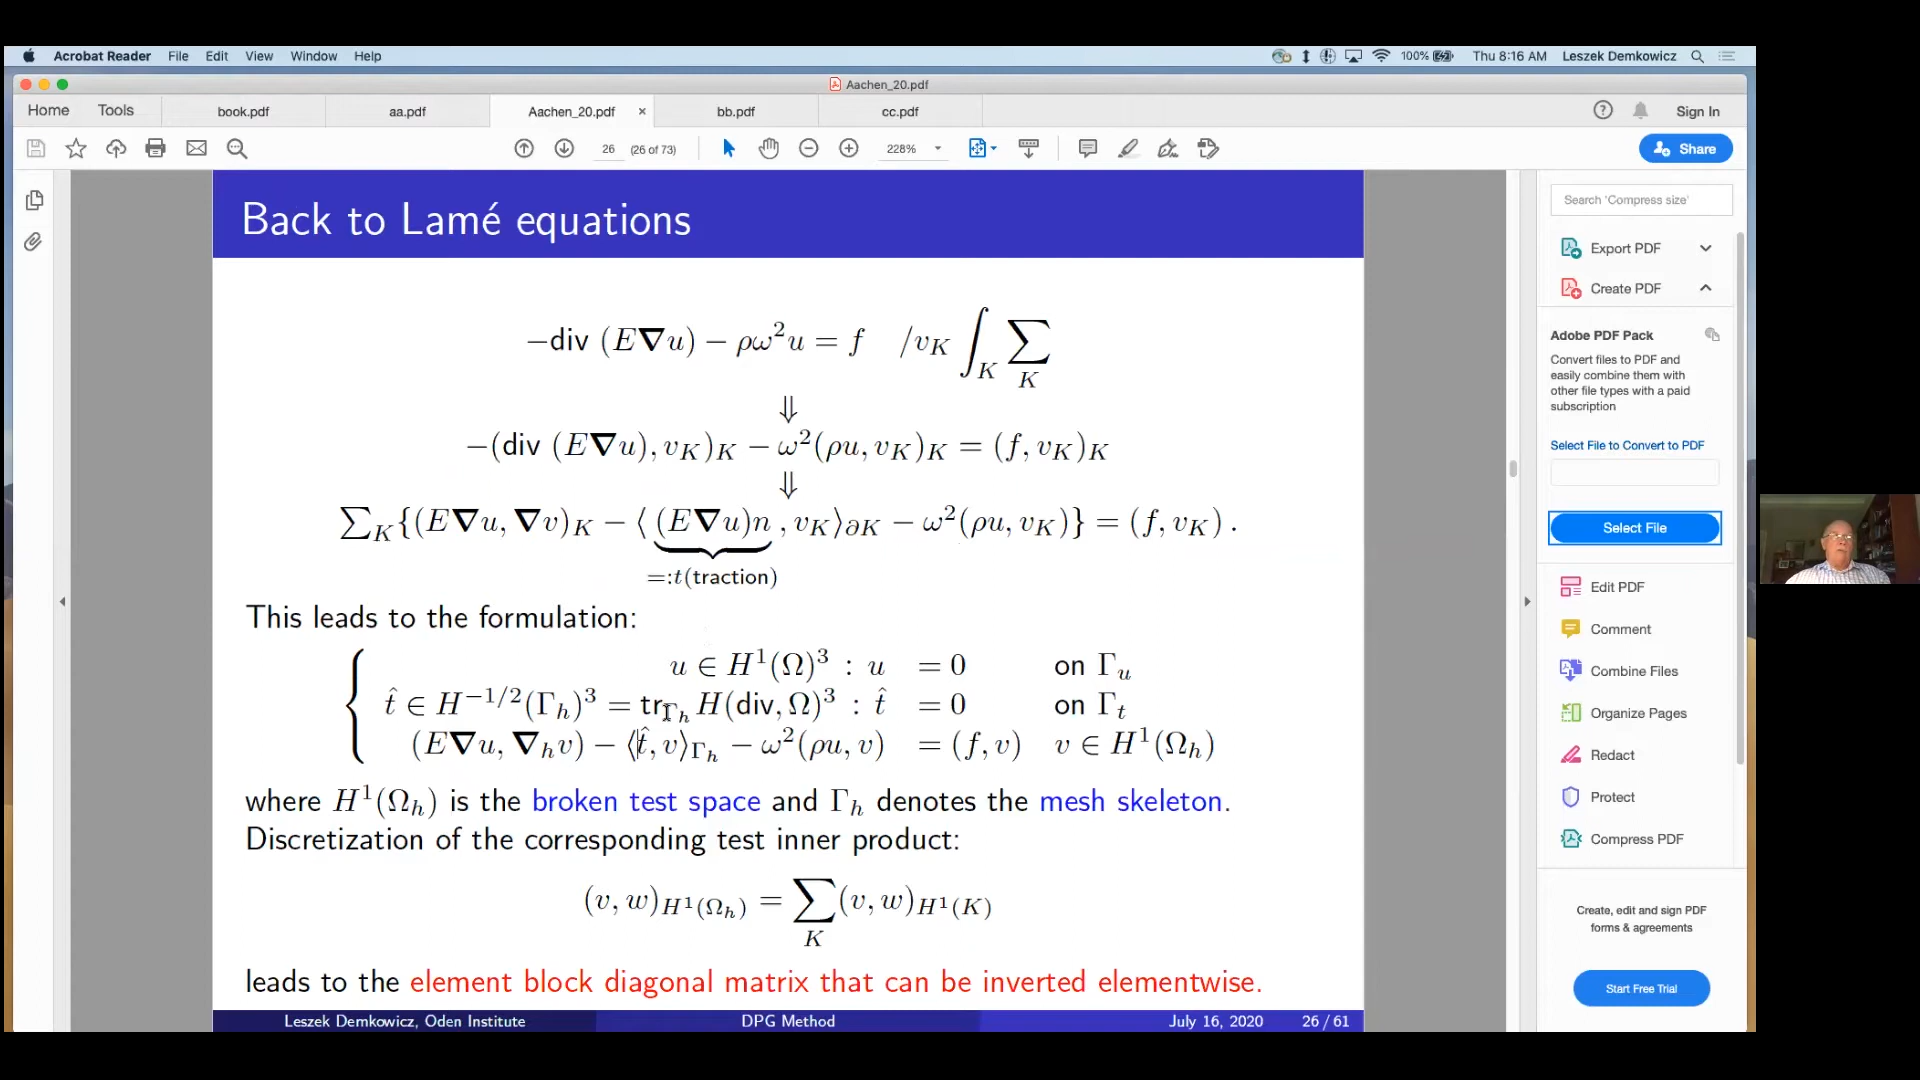 Acrobat Reader File Edit View Window Help 100% Thu 8:16 AM Leszek Demkowicz
Aachen_20.pdf
Home Tools book.pdf aa.pdf Aachen_20.pdf × bb.pdf cc.pdf Sign In
26 (26 of 73) 228% Share
Back to Lamé equations
−div (E∇u) − ρω²u = f /v_K ∫_K ∑_K
⇓
−(div (E∇u), v_K)_K − ω²(ρu, v_K)_K = (f, v_K)_K
⇓
∑_K{(E∇u, ∇v)_K − ⟨ (E∇u)n , v_K⟩_∂K − ω²(ρu, v_K)} = (f, v_K) .
=:t(traction)
This leads to the formulation:
u ∈ H¹(Ω)³ : u = 0 on Γ_u
t̂ ∈ H^{−1/2}(Γ_h)³ = tr_{Γ_h} H(div, Ω)³ : t̂ = 0 on Γ_t
(E∇u, ∇_h v) − ⟨t̂, v⟩_{Γ_h} − ω²(ρu, v) = (f, v) v ∈ H¹(Ω_h)
where H¹(Ω_h) is the broken test space and Γ_h denotes the mesh skeleton.
Discretization of the corresponding test inner product:
(v, w)_{H¹(Ω_h)} = ∑_K (v, w)_{H¹(K)}
leads to the element block diagonal matrix that can be inverted elementwise.
Leszek Demkowicz, Oden Institute DPG Method July 16, 2020 26 / 61
Search 'Compress size'
Export PDF
Create PDF
Adobe PDF Pack
Convert files to PDF and
easily combine them with
other file types with a paid
subscription
Select File to Convert to PDF
Select File
Edit PDF
Comment
Combine Files
Organize Pages
Redact
Protect
Compress PDF
Create, edit and sign PDF
forms & agreements
Start Free Trial